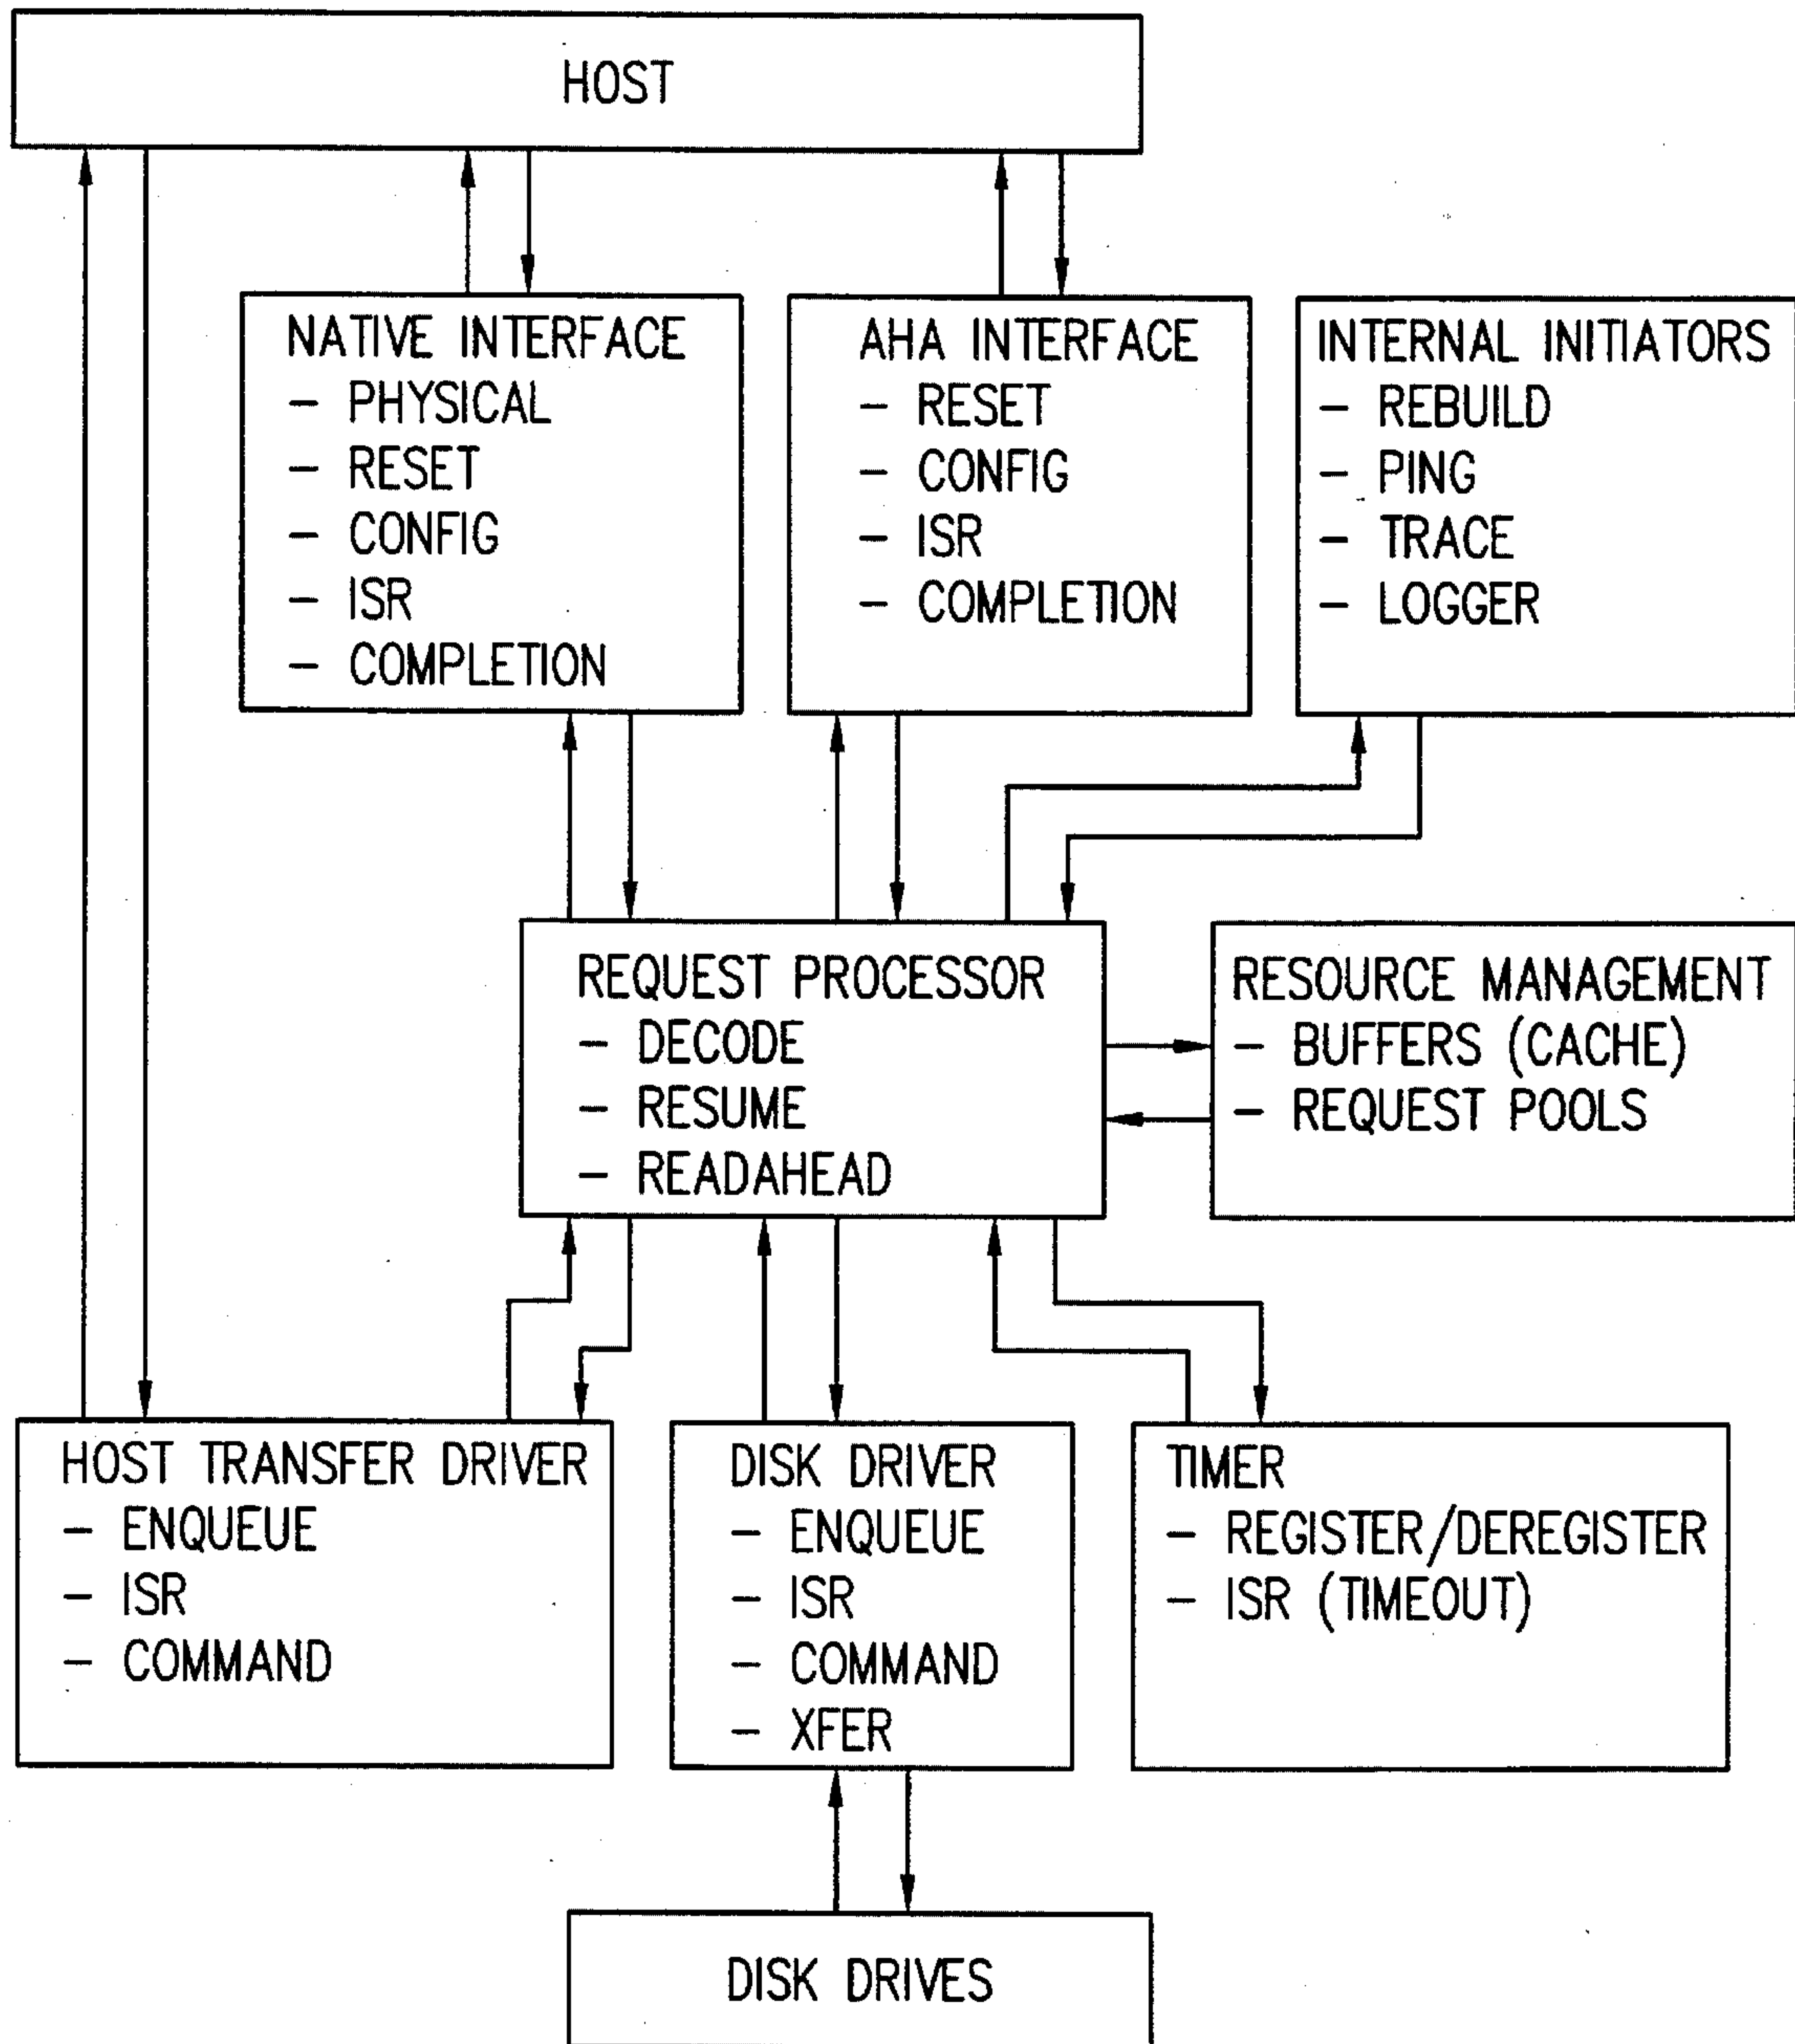 HOST
NATIVE INTERFACE
- PHYSICAL
- RESET
- CONFIG
- ISR
- COMPLETION
AHA INTERFACE
- RESET
- CONFIG
- ISR
- COMPLETION
INTERNAL INITIATORS
- REBUILD
- PING
- TRACE
- LOGGER
REQUEST PROCESSOR
- DECODE
- RESUME
- READAHEAD
RESOURCE MANAGEMENT
- BUFFERS (CACHE)
- REQUEST POOLS
HOST TRANSFER DRIVER
- ENQUEUE
- ISR
- COMMAND
DISK DRIVER
- ENQUEUE
- ISR
- COMMAND
- XFER
TIMER
- REGISTER/DEREGISTER
- ISR (TIMEOUT)
DISK DRIVES